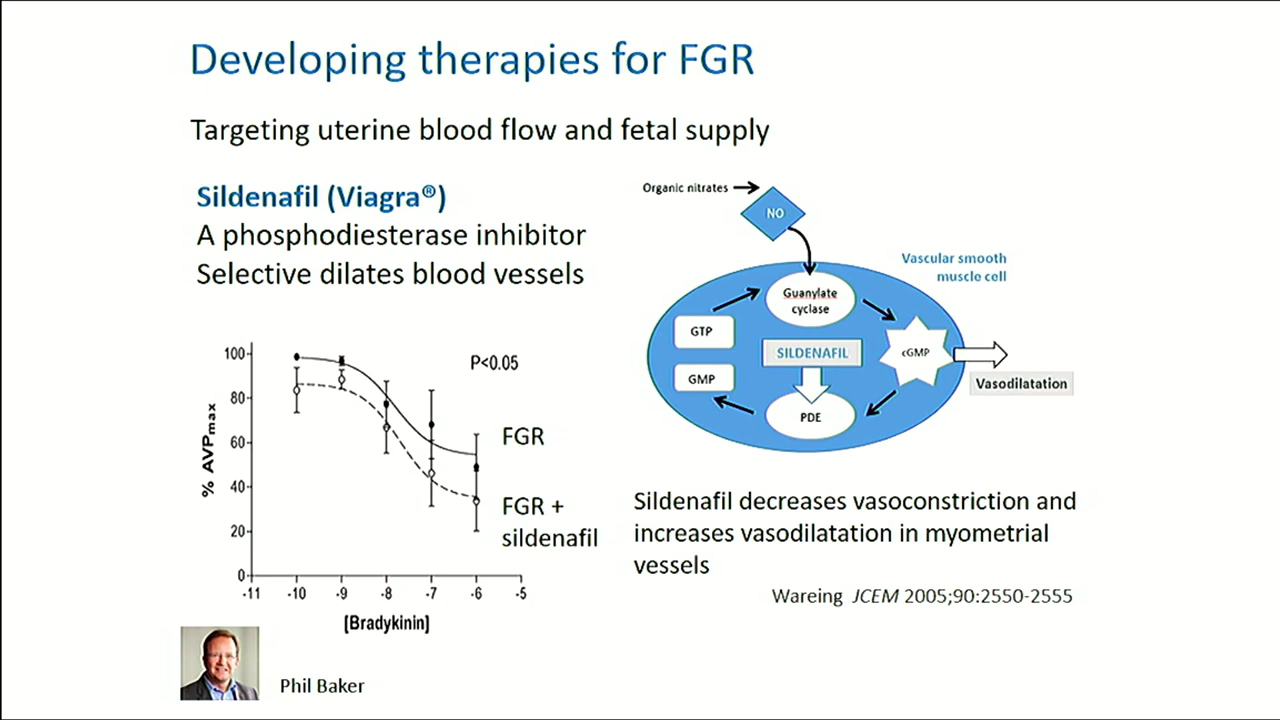 Developing therapies for FGR
Targeting uterine blood flow and fetal supply
Sildenafil (Viagra®)
A phosphodiesterase inhibitor
Selective dilates blood vessels
Organic nitrates
NO
Vascular smooth
muscle cell
Guanylate
cyclase
GTP
SILDENAFIL
cGMP
GMP
Vasodilatation
PDE
% AVPmax
100
80
60
40
20
0
-11 -10 -9 -8 -7 -6 -5
[Bradykinin]
P<0.05
FGR
FGR +
sildenafil
Sildenafil decreases vasoconstriction and
increases vasodilatation in myometrial
vessels
Wareing JCEM 2005;90:2550-2555
Phil Baker